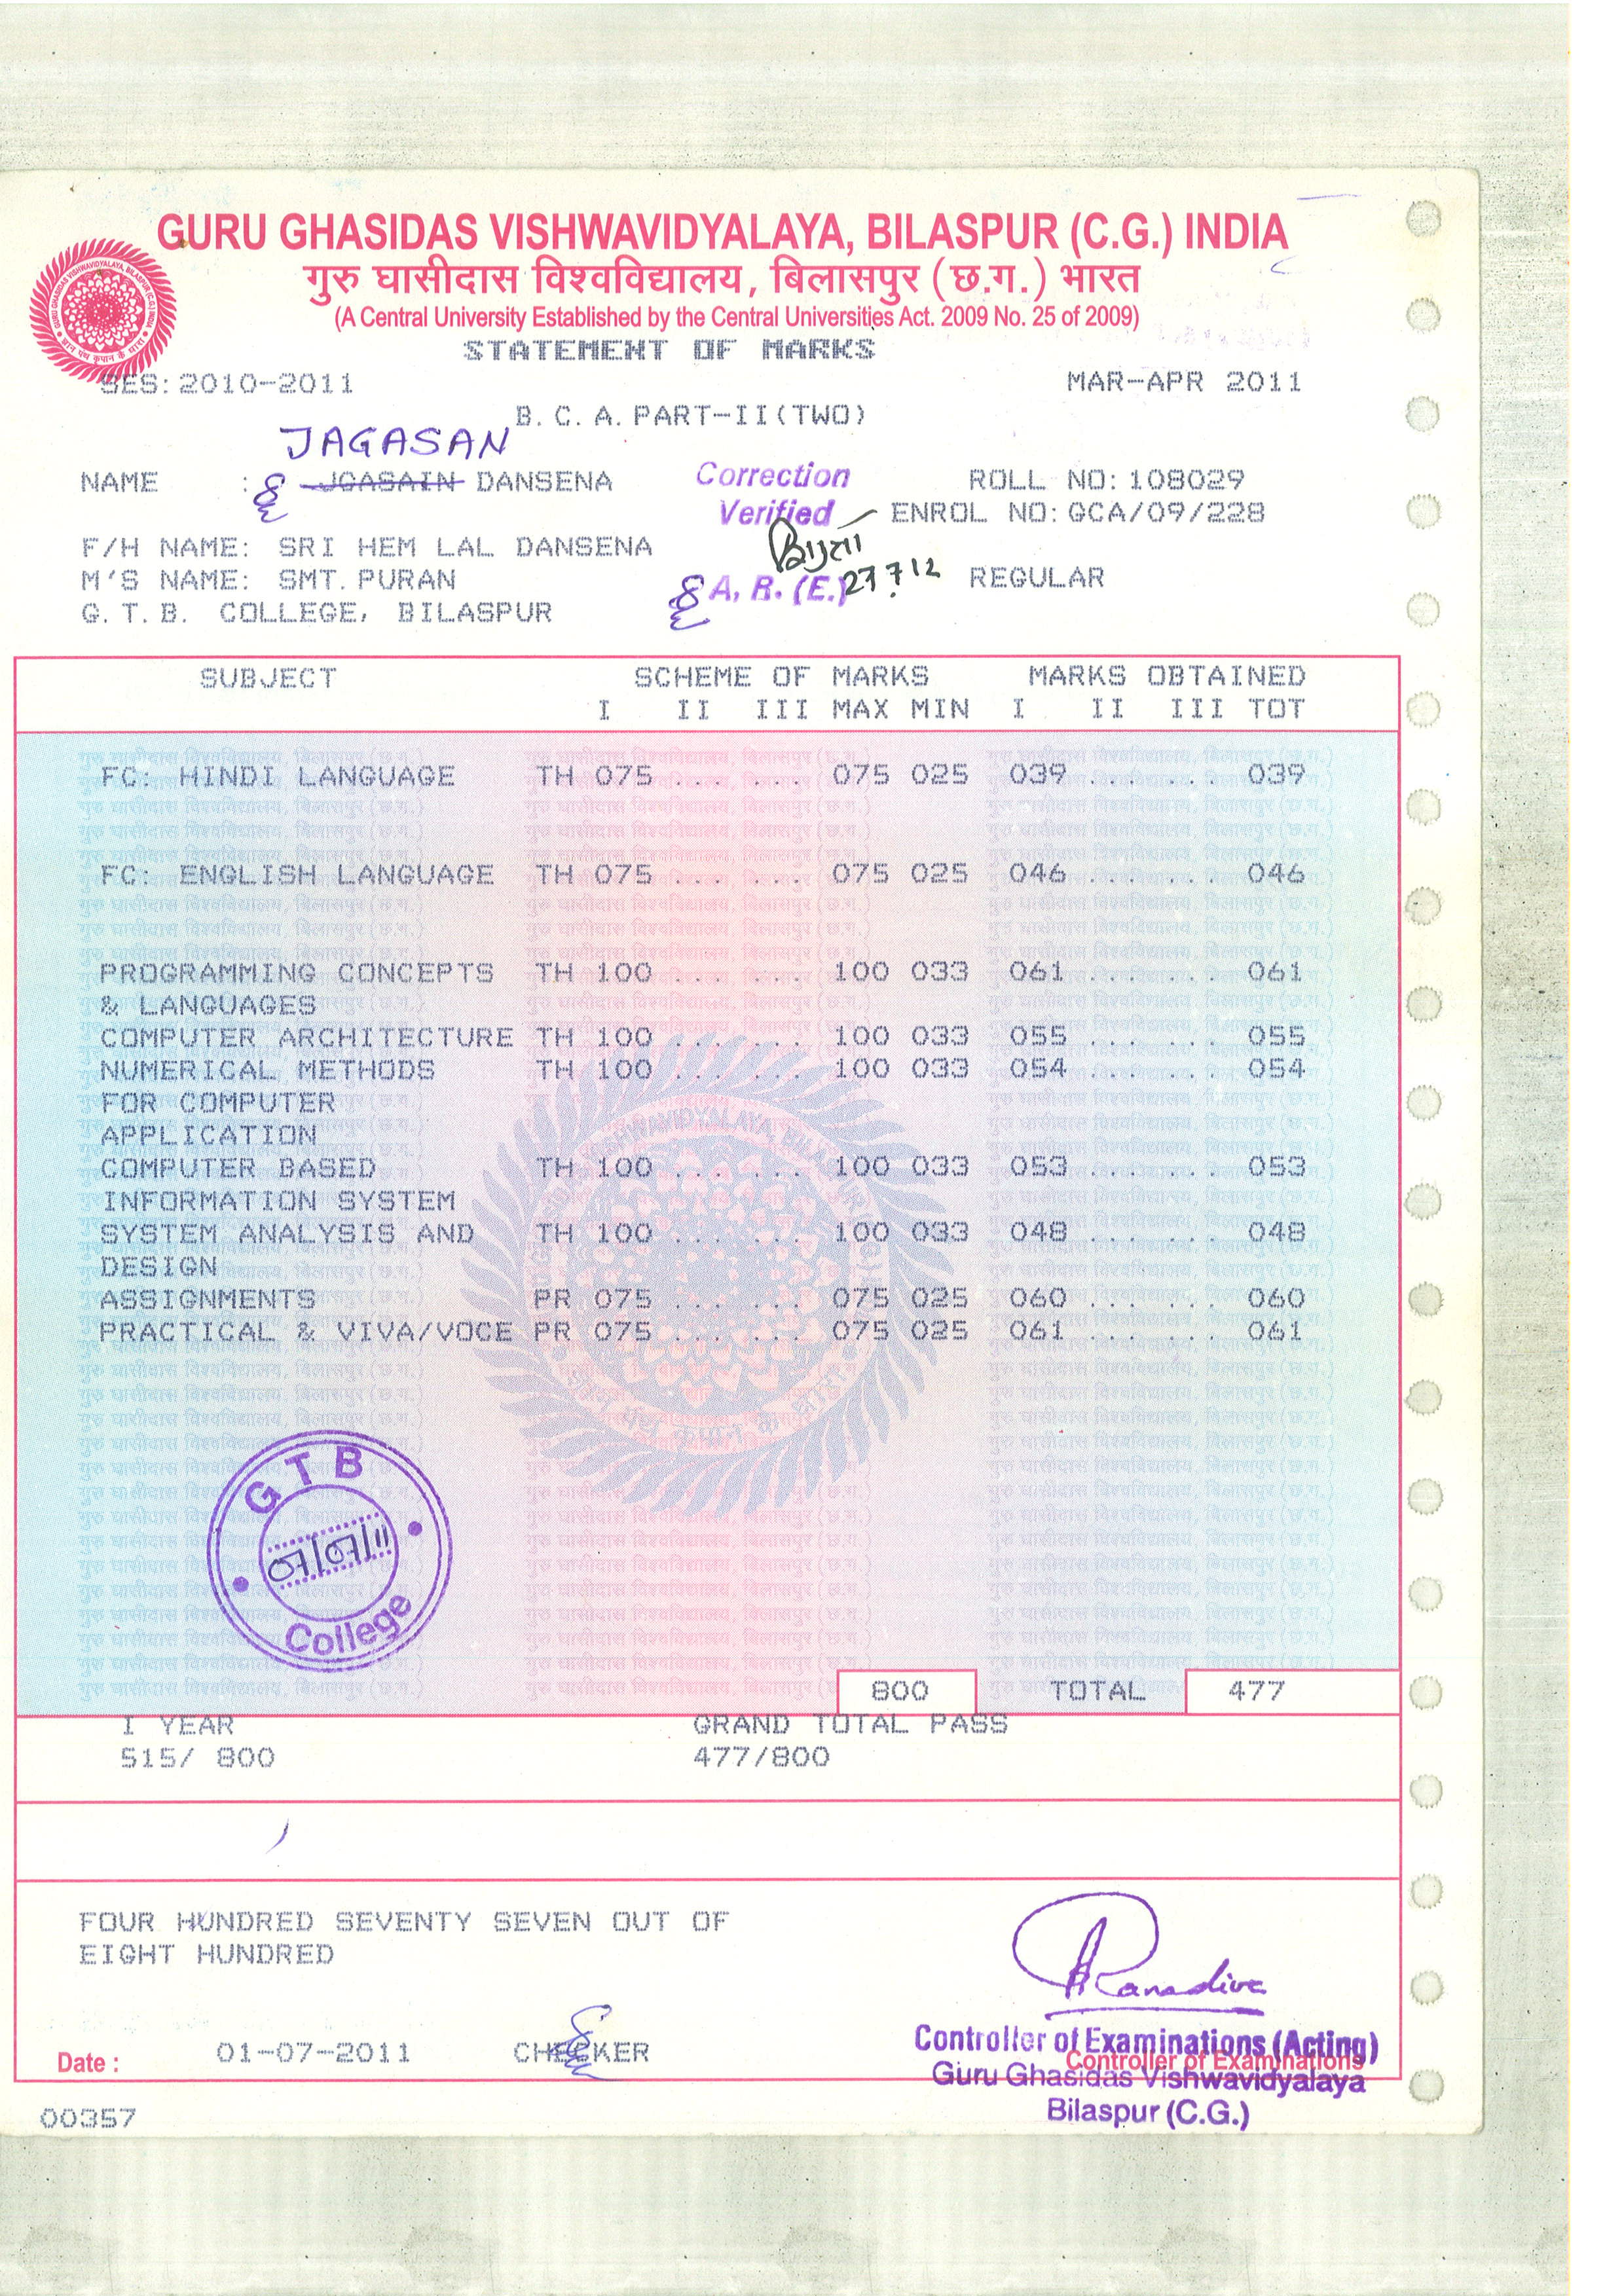 GURU GHASIDAS VISHWAVIDYALAYA, BILASPUR (C.G.) INDIA
गुरु घासीदास विश्वविद्यालय, बिलासपुर (छ.ग.) भारत
(A Central University Established by the Central Universities Act. 2009 No. 25 of 2009)
STATEMENT OF MARKS
SES: 2010-2011 MAR-APR 2011
B. C. A. PART-II(TWO)
JAGASAN
NAME : JGASAIN DANSENA Correction ROLL NO: 108029
Verified ENROL NO: GCA/09/228
F/H NAME: SRI HEM LAL DANSENA
M'S NAME: SMT. PURAN A. R. (E.) 27.7.12 REGULAR
G. T. B. COLLEGE, BILASPUR
SUBJECT SCHEME OF MARKS MARKS OBTAINED
I II III MAX MIN I II III TOT
FC: HINDI LANGUAGE TH 075 ... ... 075 025 039 ... ... 039
FC: ENGLISH LANGUAGE TH 075 ... ... 075 025 046 ... ... 046
PROGRAMMING CONCEPTS TH 100 ... ... 100 033 061 ... ... 061
& LANGUAGES
COMPUTER ARCHITECTURE TH 100 ... ... 100 033 055 ... ... 055
NUMERICAL METHODS TH 100 ... ... 100 033 054 ... ... 054
FOR COMPUTER
APPLICATION
COMPUTER BASED TH 100 ... ... 100 033 053 ... ... 053
INFORMATION SYSTEM
SYSTEM ANALYSIS AND TH 100 ... ... 100 033 048 ... ... 048
DESIGN
ASSIGNMENTS PR 075 ... ... 075 025 060 ... ... 060
PRACTICAL & VIVA/VOCE PR 075 ... ... 075 025 061 ... ... 061
GTB
07/07/11
College
800 TOTAL 477
I YEAR GRAND TOTAL PASS
515/ 800 477/800
FOUR HUNDRED SEVENTY SEVEN OUT OF
EIGHT HUNDRED
Ranadive
Controller of Examinations (Acting)
Date : 01-07-2011 CHECKER Controller of Examinations
Guru Ghasidas Vishwavidyalaya
Bilaspur (C.G.)
00357